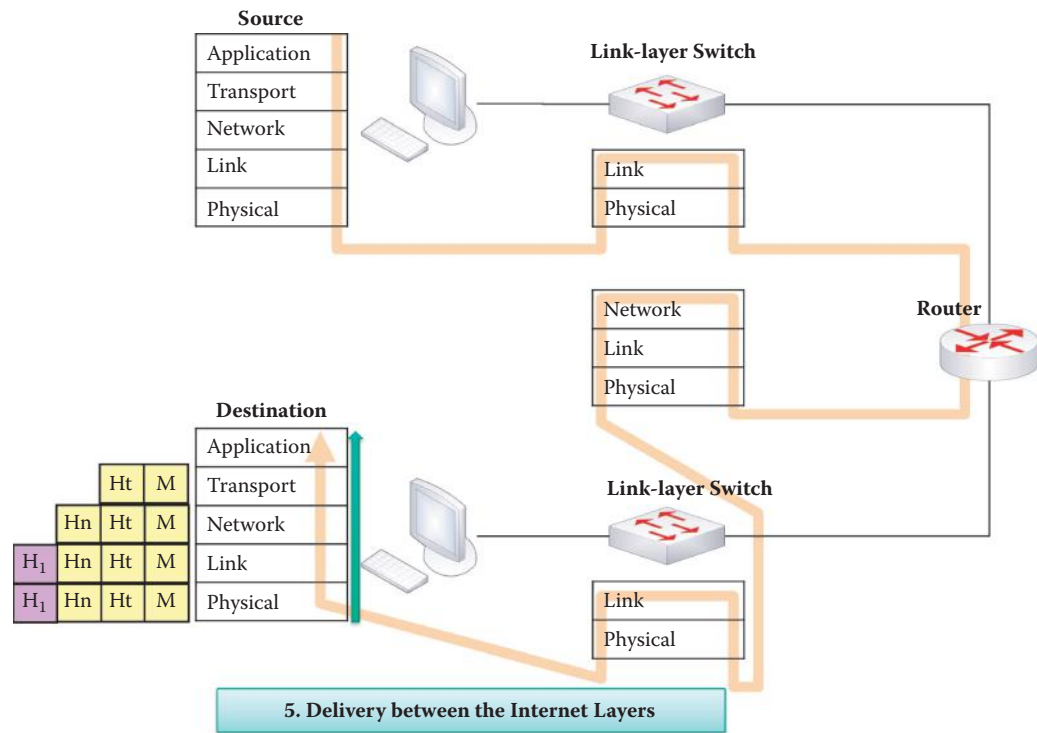 Source
Application
Transport
Network
Link
Physical
Link-layer Switch
Link
Physical
Network
Link
Physical
Router
Destination
Application
Transport
Network
Link
Physical
Ht M
Hn Ht M
H₁ Hn Ht M
H₁ Hn Ht M
Link-layer Switch
Link
Physical
5. Delivery between the Internet Layers